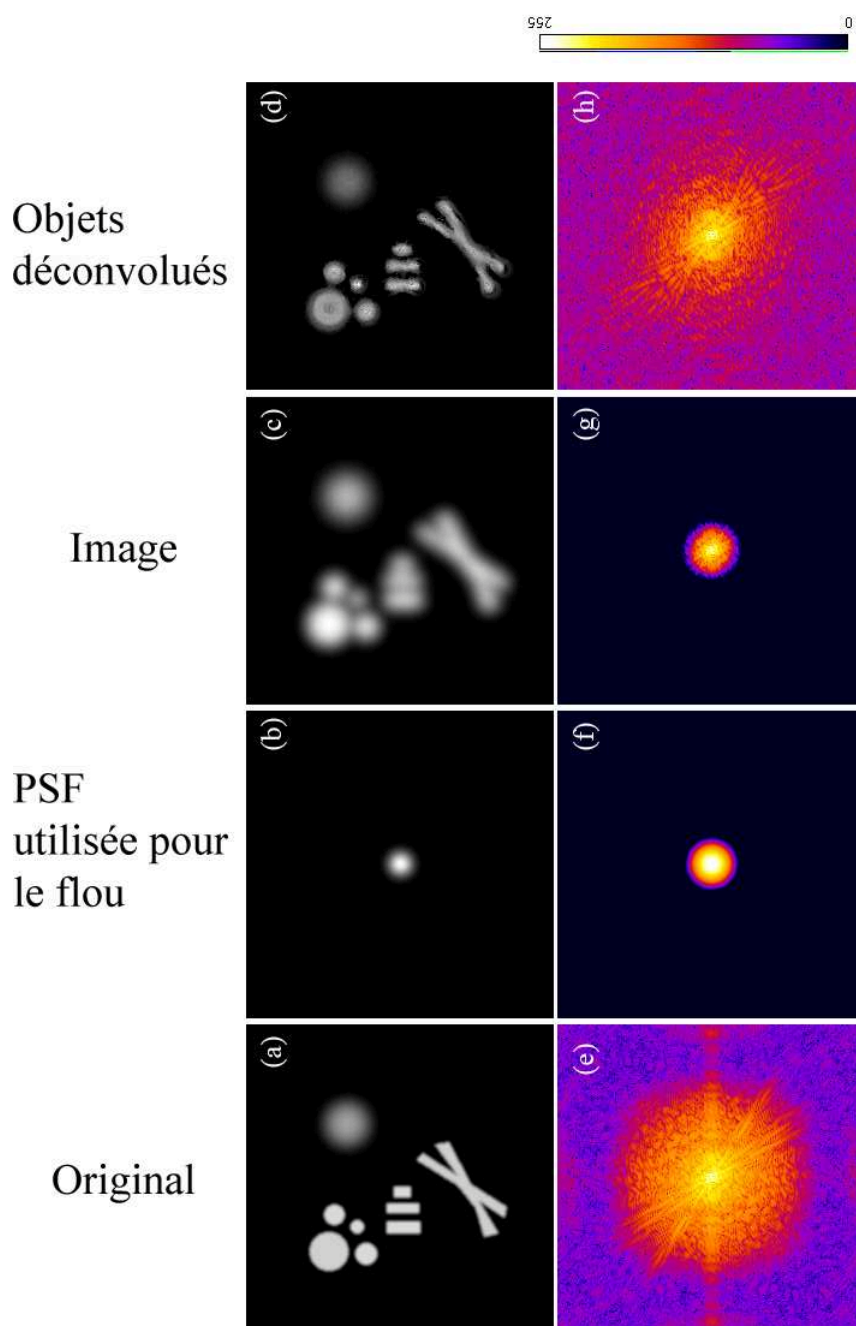 255
0
Objets
déconvolués
(d)
(h)
Image
(c)
(g)
PSF
utilisée pour
le flou
(b)
(f)
Original
(a)
(e)